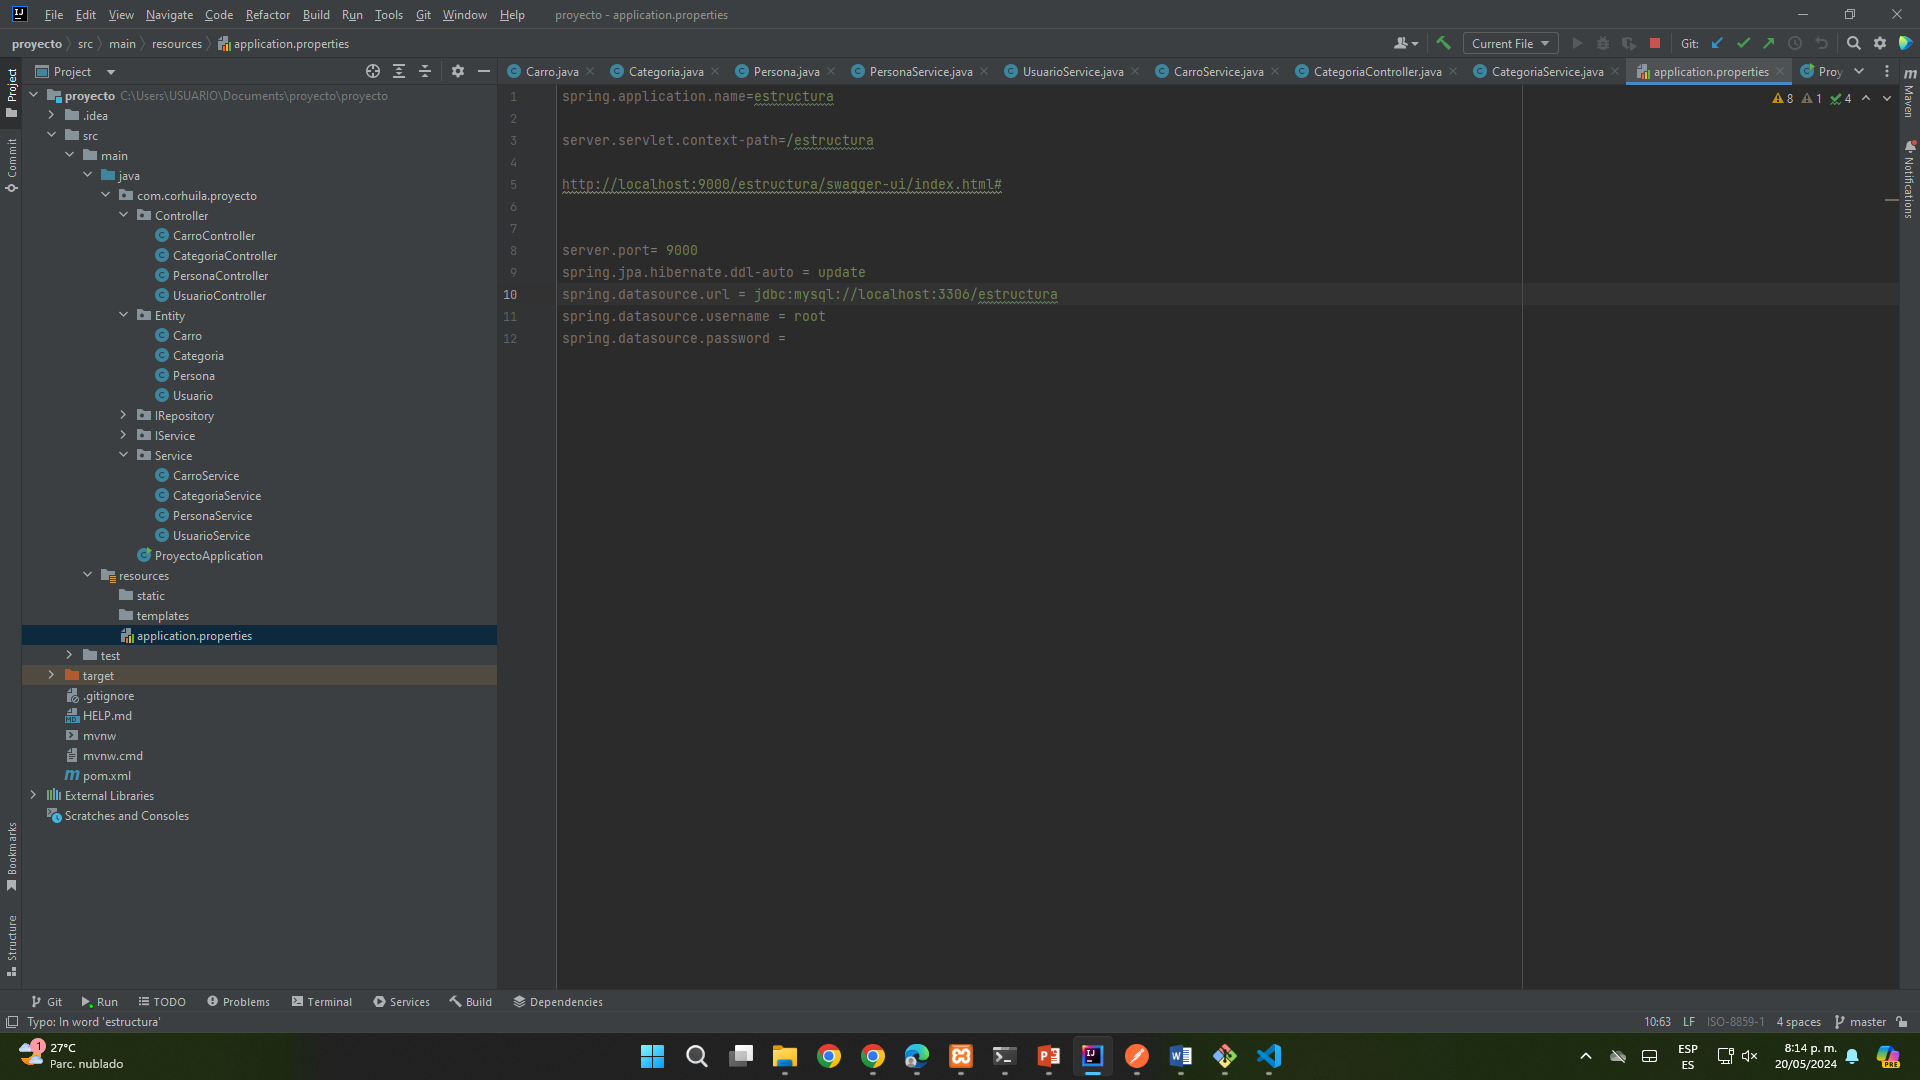 File Edit View Navigate Code Refactor Build Run Tools Git Window Help proyecto - application.properties
proyecto src main resources application.properties
Current File Git:
Project
Carro.java Categoria.java Persona.java PersonaService.java UsuarioService.java CarroService.java CategoriaController.java CategoriaService.java application.properties Proy
proyecto C:\Users\USUARIO\Documents\proyecto\proyecto
.idea
src
main
java
com.corhuila.proyecto
Controller
CarroController
CategoriaController
PersonaController
UsuarioController
Entity
Carro
Categoria
Persona
Usuario
IRepository
IService
Service
CarroService
CategoriaService
PersonaService
UsuarioService
ProyectoApplication
resources
static
templates
application.properties
test
target
.gitignore
HELP.md
mvnw
mvnw.cmd
pom.xml
External Libraries
Scratches and Consoles
1 spring.application.name=estructura
2
3 server.servlet.context-path=/estructura
4
5 http://localhost:9000/estructura/swagger-ui/index.html#
6
7
8 server.port= 9000
9 spring.jpa.hibernate.ddl-auto = update
10 spring.datasource.url = jdbc:mysql://localhost:3306/estructura
11 spring.datasource.username = root
12 spring.datasource.password =
8 1 4
Project
Commit
Bookmarks
Structure
Maven
Notifications
Git Run TODO Problems Terminal Services Build Dependencies
Typo: In word 'estructura'
10:63 LF ISO-8859-1 4 spaces master
1
27°C
Parc. nublado
ESP
ES
8:14 p. m.
20/05/2024
PRE